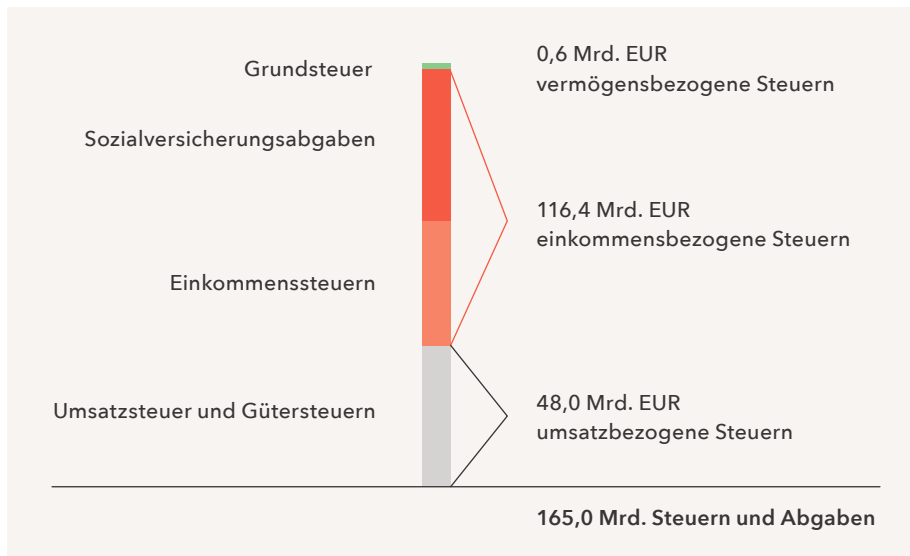 Grundsteuer
0,6 Mrd. EUR
vermögensbezogene Steuern
Sozialversicherungsabgaben
116,4 Mrd. EUR
einkommensbezogene Steuern
Einkommenssteuern
Umsatzsteuer und Gütersteuern
48,0 Mrd. EUR
umsatzbezogene Steuern
165,0 Mrd. Steuern und Abgaben